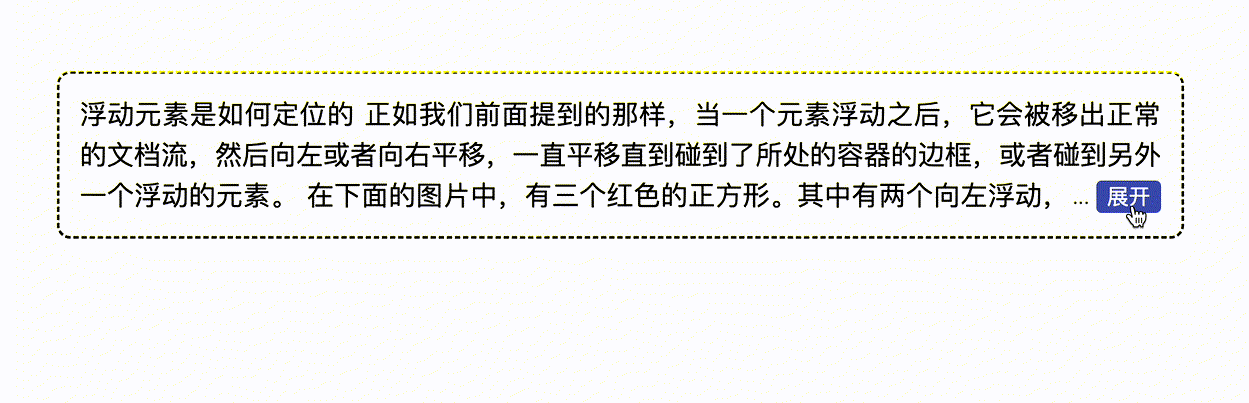 浮动元素是如何定位的 正如我们前面提到的那样，当一个元素浮动之后，它会被移出正常
的文档流，然后向左或者向右平移，一直平移直到碰到了所处的容器的边框，或者碰到另外
一个浮动的元素。 在下面的图片中，有三个红色的正方形。其中有两个向左浮动， ... 展开